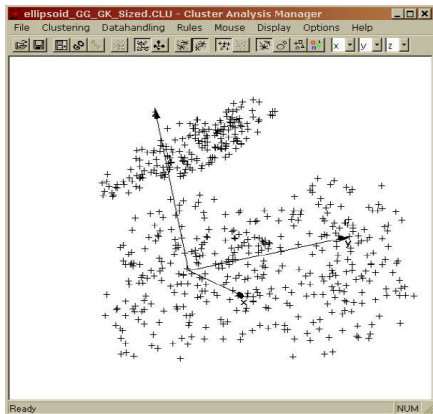 ellipsoid_GG_GK_Sized.CLU - Cluster Analysis Manager
File Clustering Datahandling Rules Mouse Display Options Help
x y z
Y
X
Ready NUM